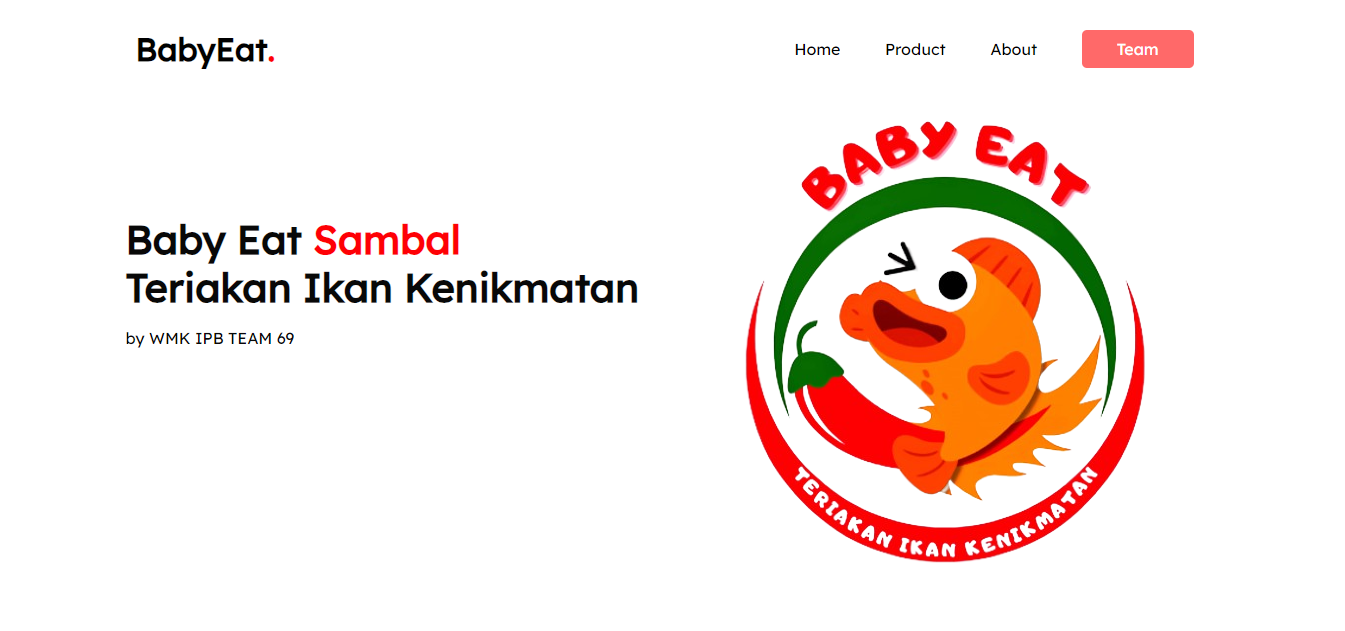 BabyEat.
Home
Product
About
Team
BABY EAT
Baby Eat Sambal
Teriakan Ikan Kenikmatan
by WMK IPB TEAM 69
TERIAKAN IKAN KENIKMATAN